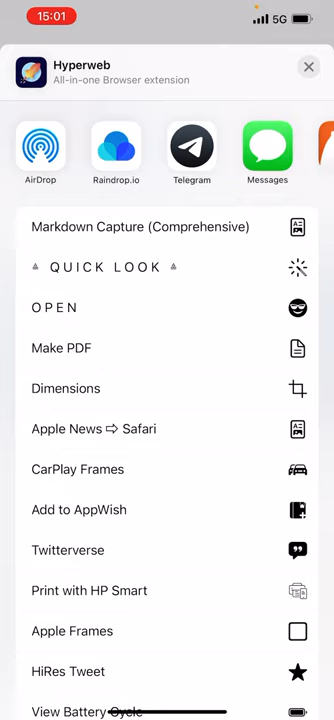 15:01
5G
Hyperweb
All-in-one Browser extension
AirDrop
Raindrop.io
Telegram
Messages
Markdown Capture (Comprehensive)
QUICK LOOK
OPEN
Make PDF
Dimensions
Apple News ⇨ Safari
CarPlay Frames
Add to AppWish
Twitterverse
Print with HP Smart
Apple Frames
HiRes Tweet
View Battery Cycle